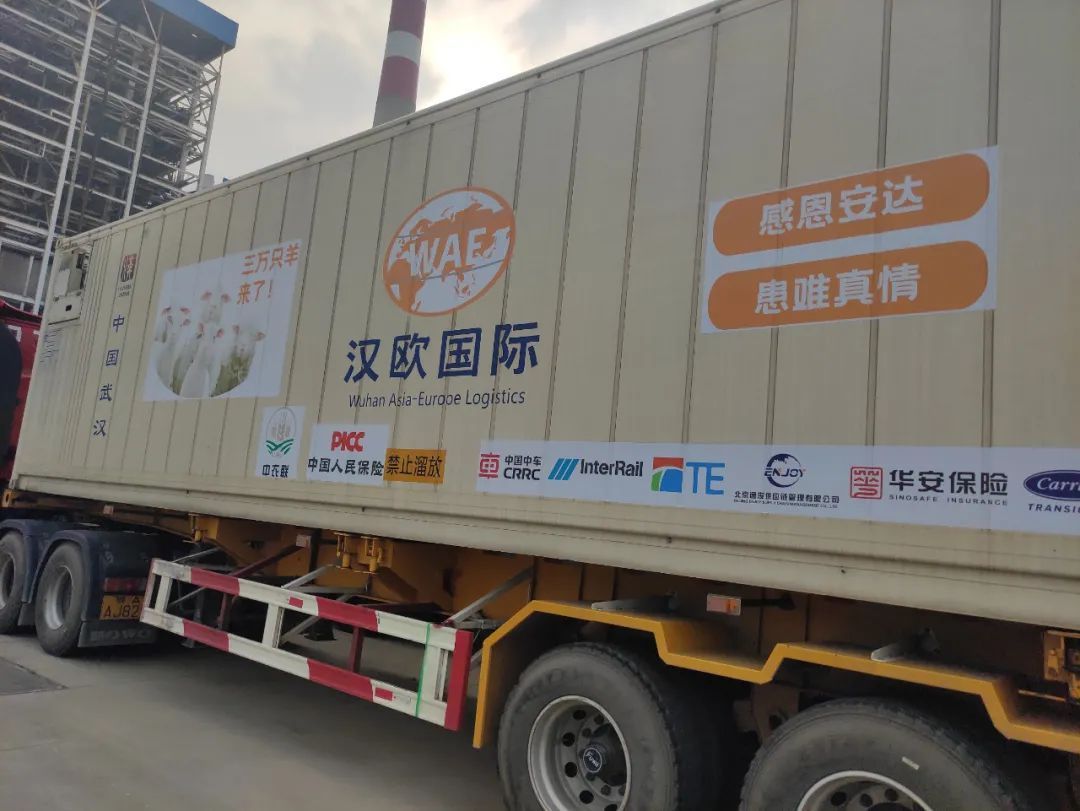 中国武汉
三万只羊
来了!
WAE
汉欧国际
Wuhan Asia-Europe Logistics
感恩安达
患唯真情
中农联
PICC
中国人民保险
禁止溜放
中国中车
CRRC
InterRail
TE
ENJOY
华安保险
SINOSAFE INSURANCE
AJ82